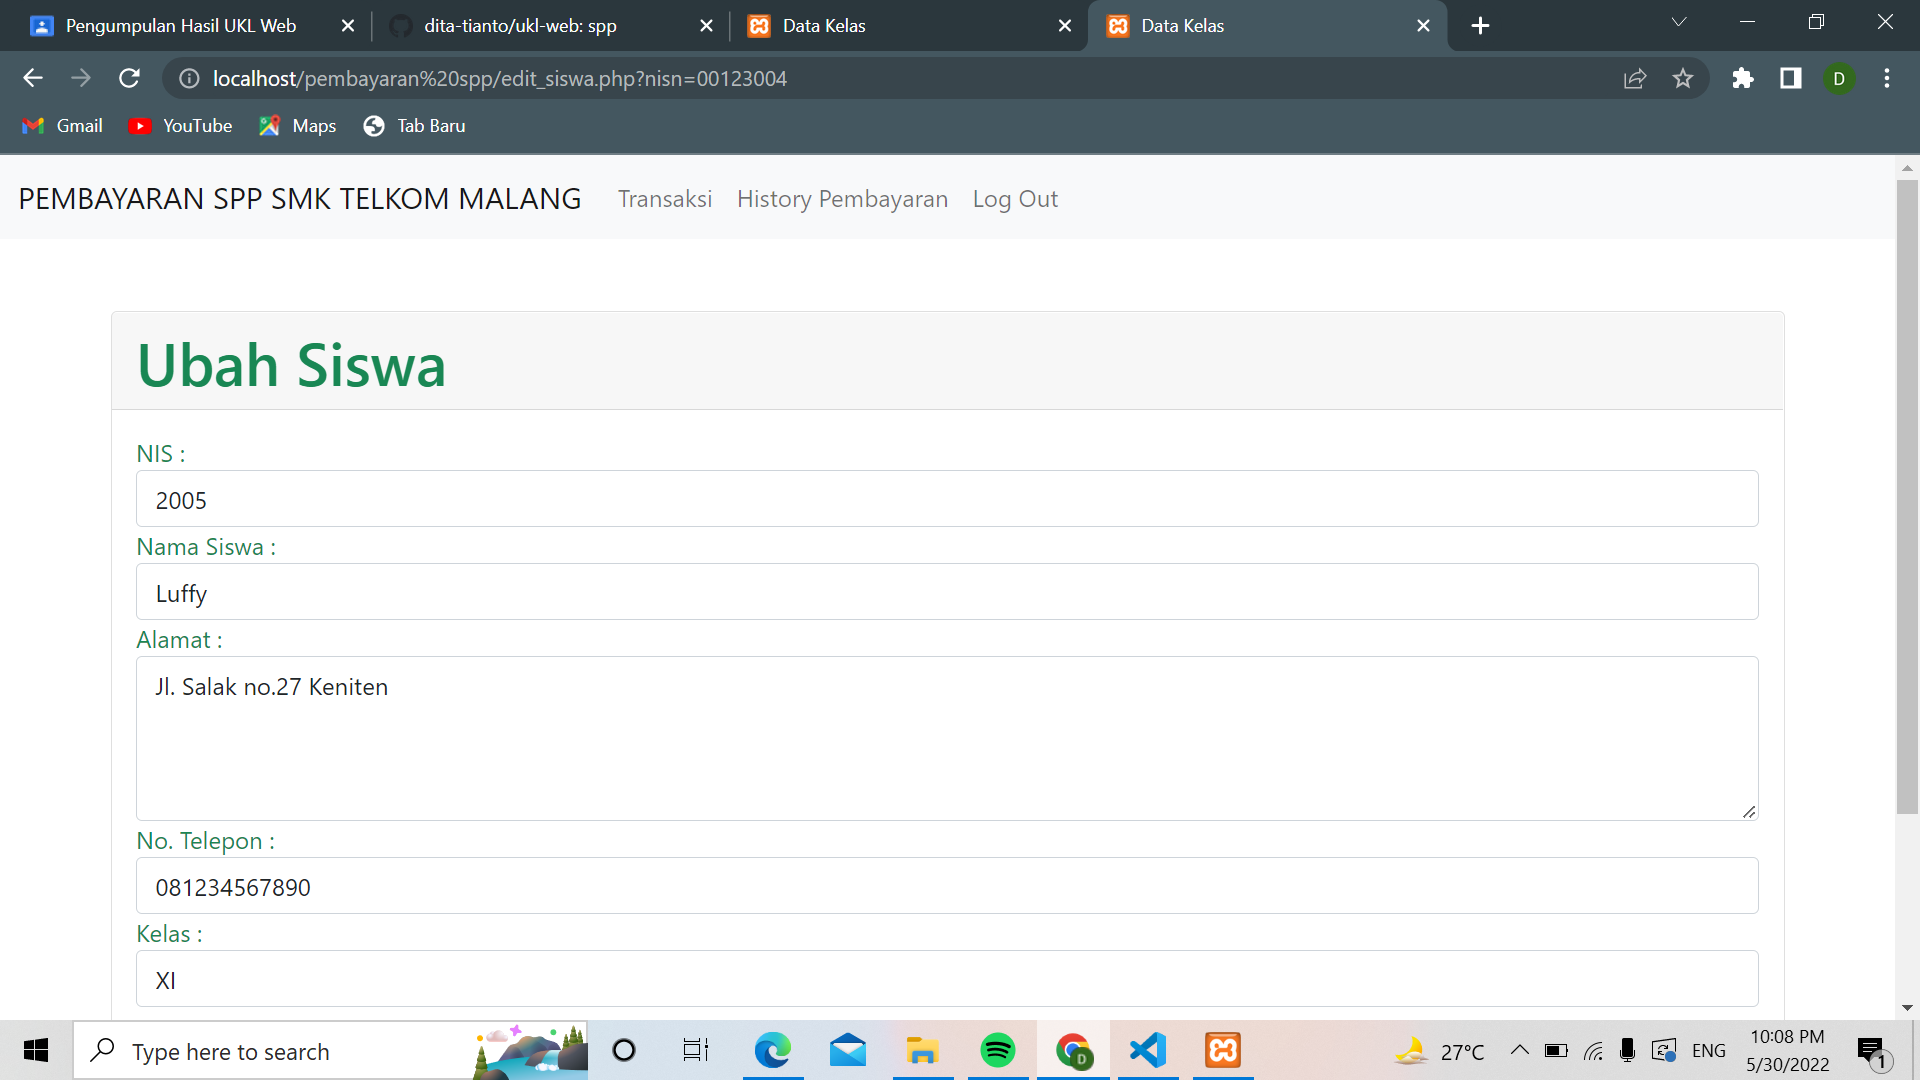 Pengumpulan Hasil UKL Web
dita-tianto/ukl-web: spp
Data Kelas
Data Kelas
localhost/pembayaran%20spp/edit_siswa.php?nisn=00123004
D
Gmail
YouTube
Maps
Tab Baru
PEMBAYARAN SPP SMK TELKOM MALANG
Transaksi
History Pembayaran
Log Out
Ubah Siswa
NIS :
2005
Nama Siswa :
Luffy
Alamat :
Jl. Salak no.27 Keniten
No. Telepon :
081234567890
Kelas :
XI
Type here to search
D
27°C
ENG
10:08 PM
5/30/2022
1